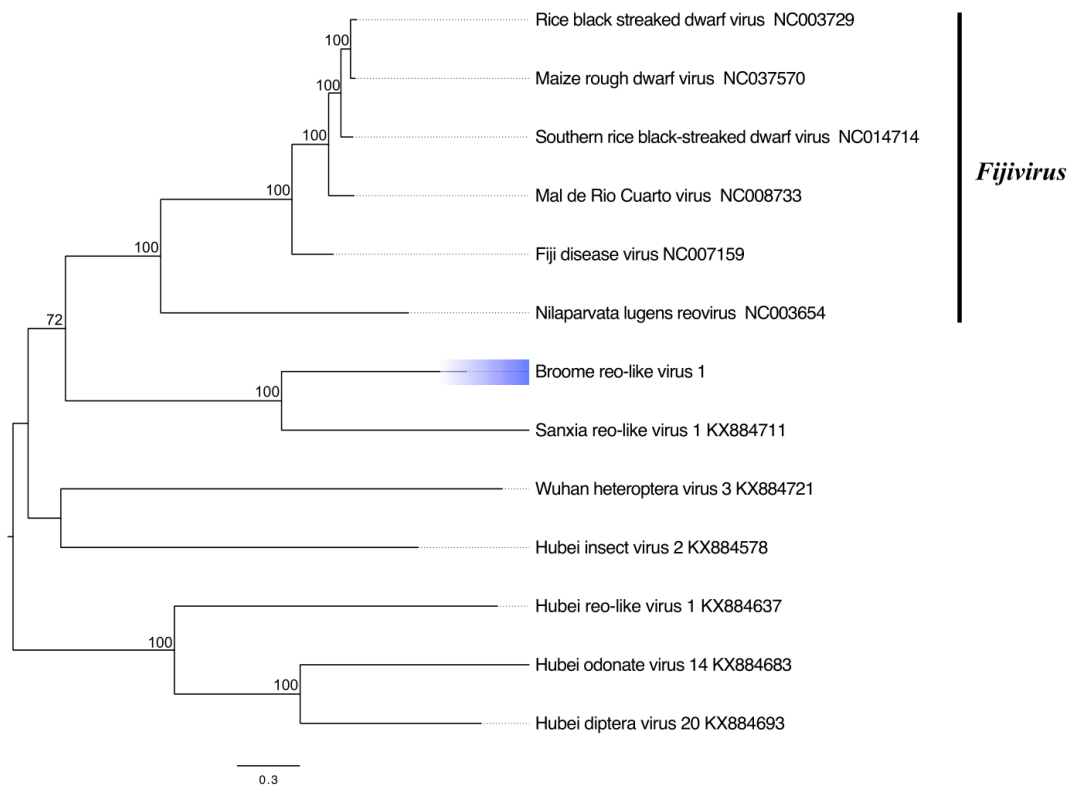 Rice black streaked dwarf virus NC003729
100
Maize rough dwarf virus NC037570
100
Southern rice black-streaked dwarf virus NC014714
100
Fijivirus
Mal de Rio Cuarto virus NC008733
100
Fiji disease virus NC007159
100
Nilaparvata lugens reovirus NC003654
72
Broome reo-like virus 1
100
Sanxia reo-like virus 1 KX884711
Wuhan heteroptera virus 3 KX884721
Hubei insect virus 2 KX884578
Hubei reo-like virus 1 KX884637
100
Hubei odonate virus 14 KX884683
100
Hubei diptera virus 20 KX884693
0.3